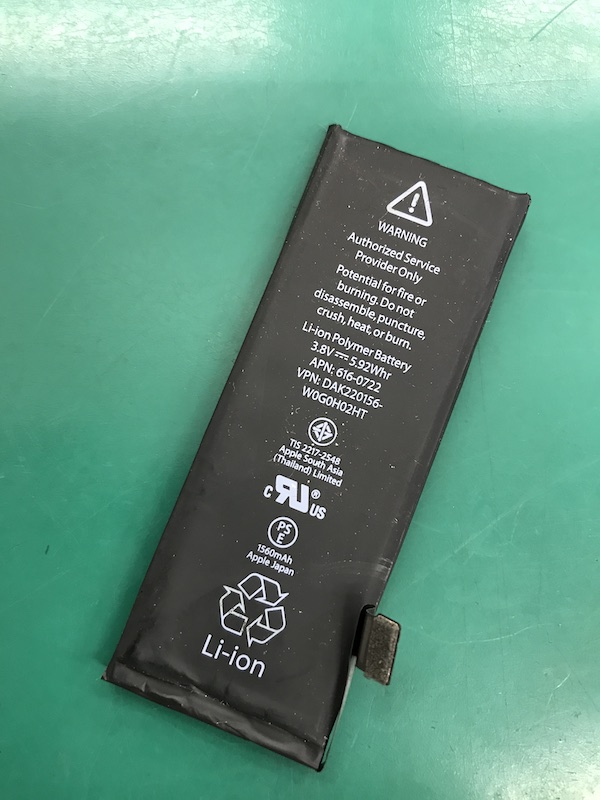 WARNING
Authorized Service
Provider Only
Potential for fire or
burning. Do not
disassemble, puncture,
crush, heat, or burn.
Li-ion Polymer Battery
3.8V⎓5.92Whr
APN: 616-0722
VPN: DAK220156-
W0G0H02HT
TIS 2217-2548
Apple South Asia
(Thailand) Limited
c RU ® US
PS
E
1560mAh
Apple Japan
Li-ion